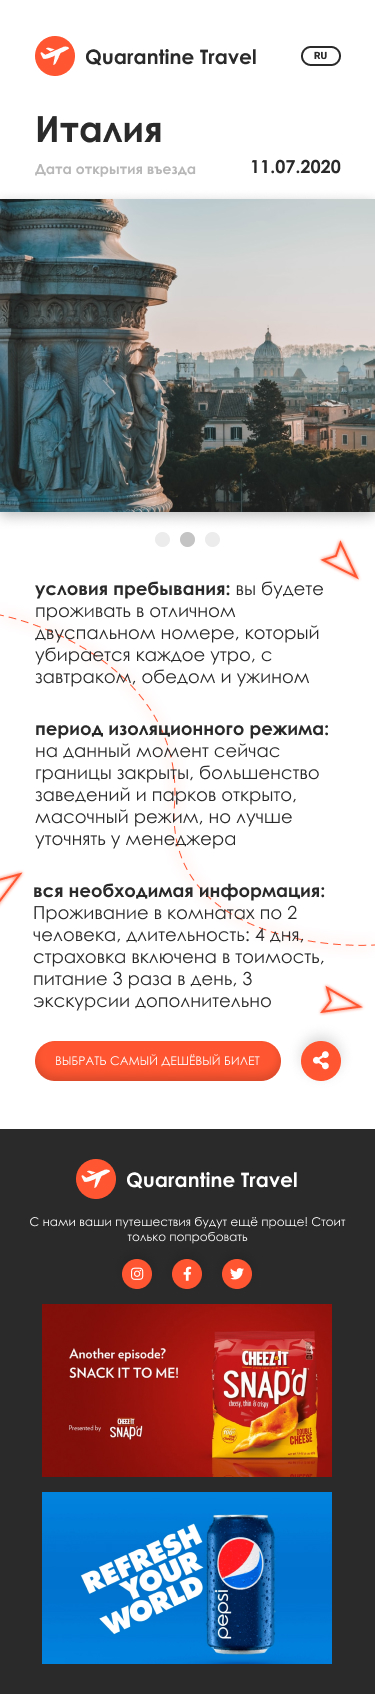 Quarantine Travel
RU
Италия
Дата открытия въезда
11.07.2020
условия пребывания: вы будете
проживать в отличном
двуспальном номере, который
убирается каждое утро, с
завтраком, обедом и ужином
период изоляционного режима:
на данный момент сейчас
границы закрыты, большенство
заведений и парков открыто,
масочный режим, но лучше
уточнять у менеджера
вся необходимая информация:
Проживание в комнатах по 2
человека, длительность: 4 дня,
страховка включена в тоимость,
питание 3 раза в день, 3
экскурсии дополнительно
ВЫБРАТЬ САМЫЙ ДЕШЁВЫЙ БИЛЕТ
Quarantine Travel
С нами ваши путешествия будут ещё проще! Стоит
только попробовать
Another episode?
SNACK IT TO ME!
Presented by
CHEEZ-IT
SNAP'd
CHEEZ-IT
SNAP'd
cheesy, thin & crispy
DOUBLE
CHEESE
REFRESH
YOUR
WORLD
pepsi